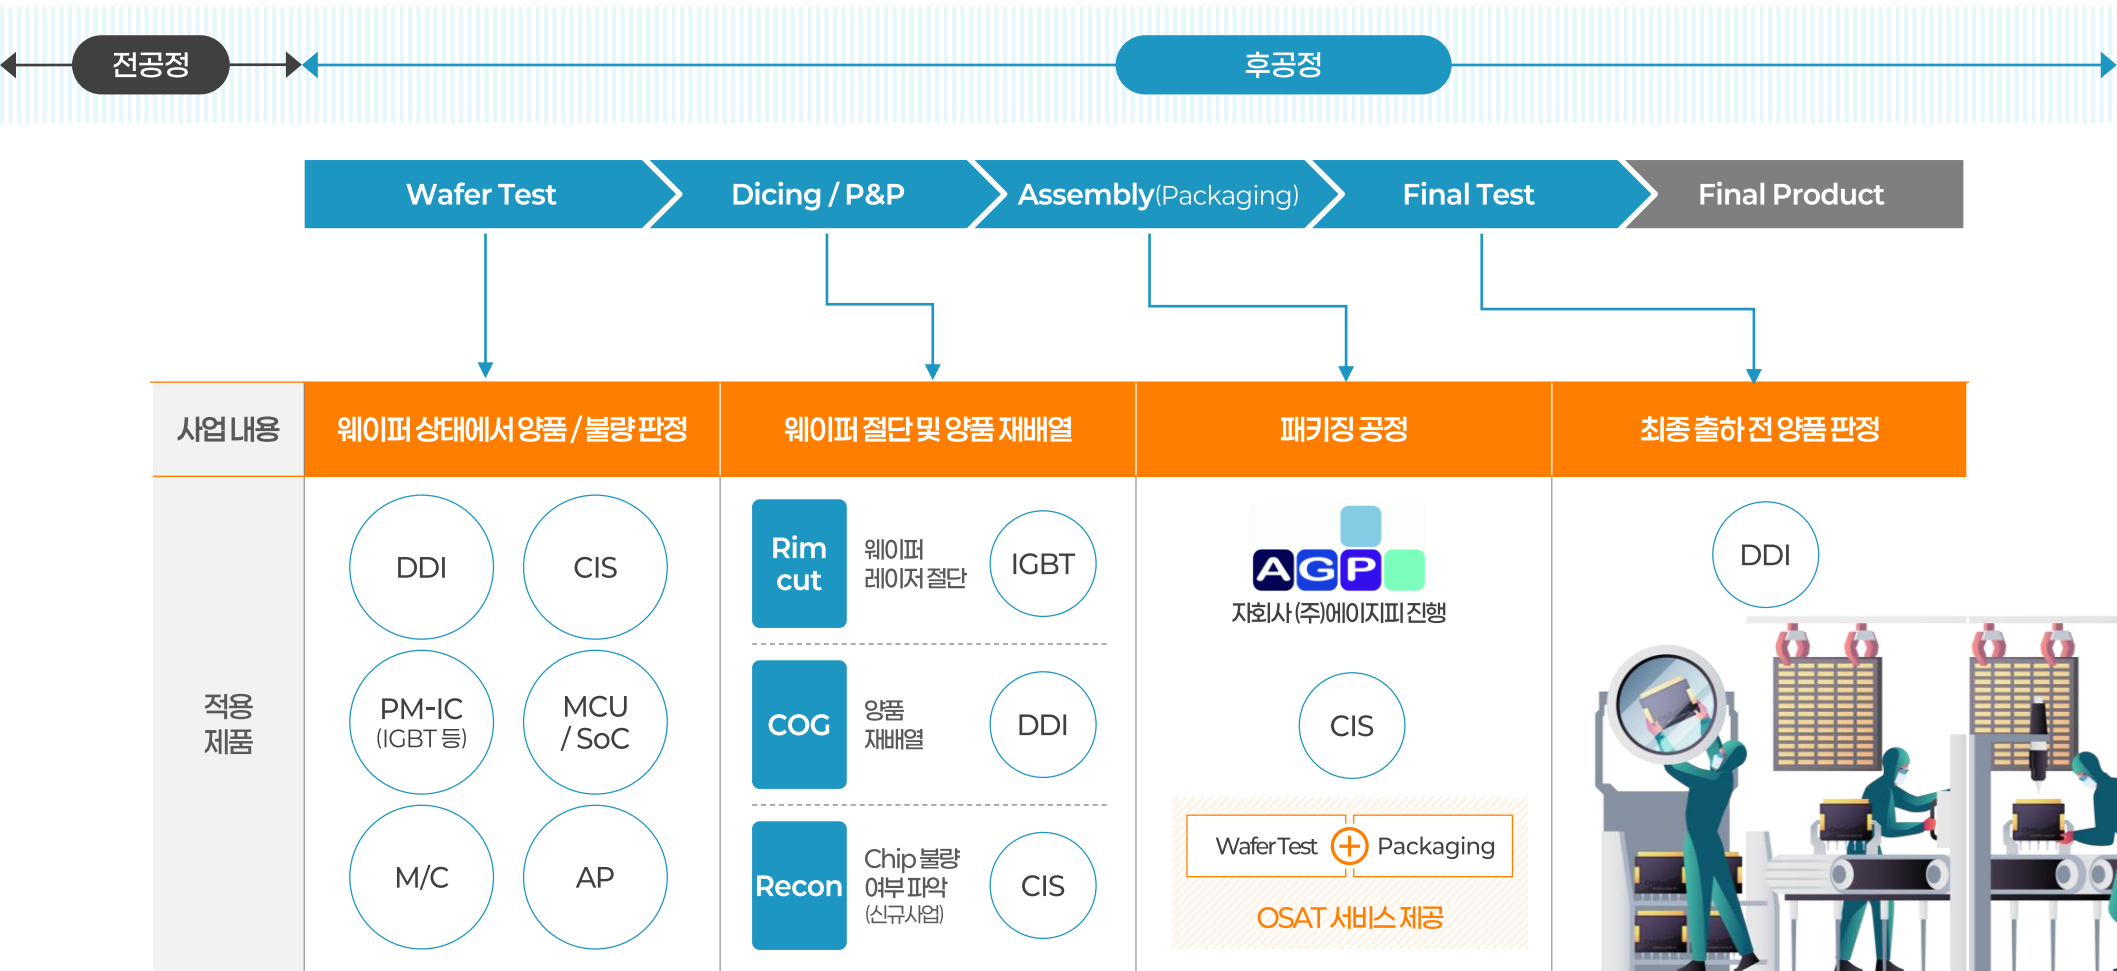 전공정
후공정
Wafer Test
Dicing / P&P
Assembly(Packaging)
Final Test
Final Product
사업 내용
웨이퍼 상태에서 양품 / 불량 판정
웨이퍼 절단 및 양품 재배열
패키징 공정
최종 출하 전 양품 판정
적용
제품
DDI
CIS
PM-IC
(IGBT 등)
MCU
/ SoC
M/C
AP
Rim
cut
웨이퍼
레이저 절단
IGBT
COG
양품
재배열
DDI
Recon
Chip 불량
여부 파악
(신규사업)
CIS
AGP
자회사 (주)에이지피 진행
CIS
Wafer Test
Packaging
OSAT 서비스 제공
DDI